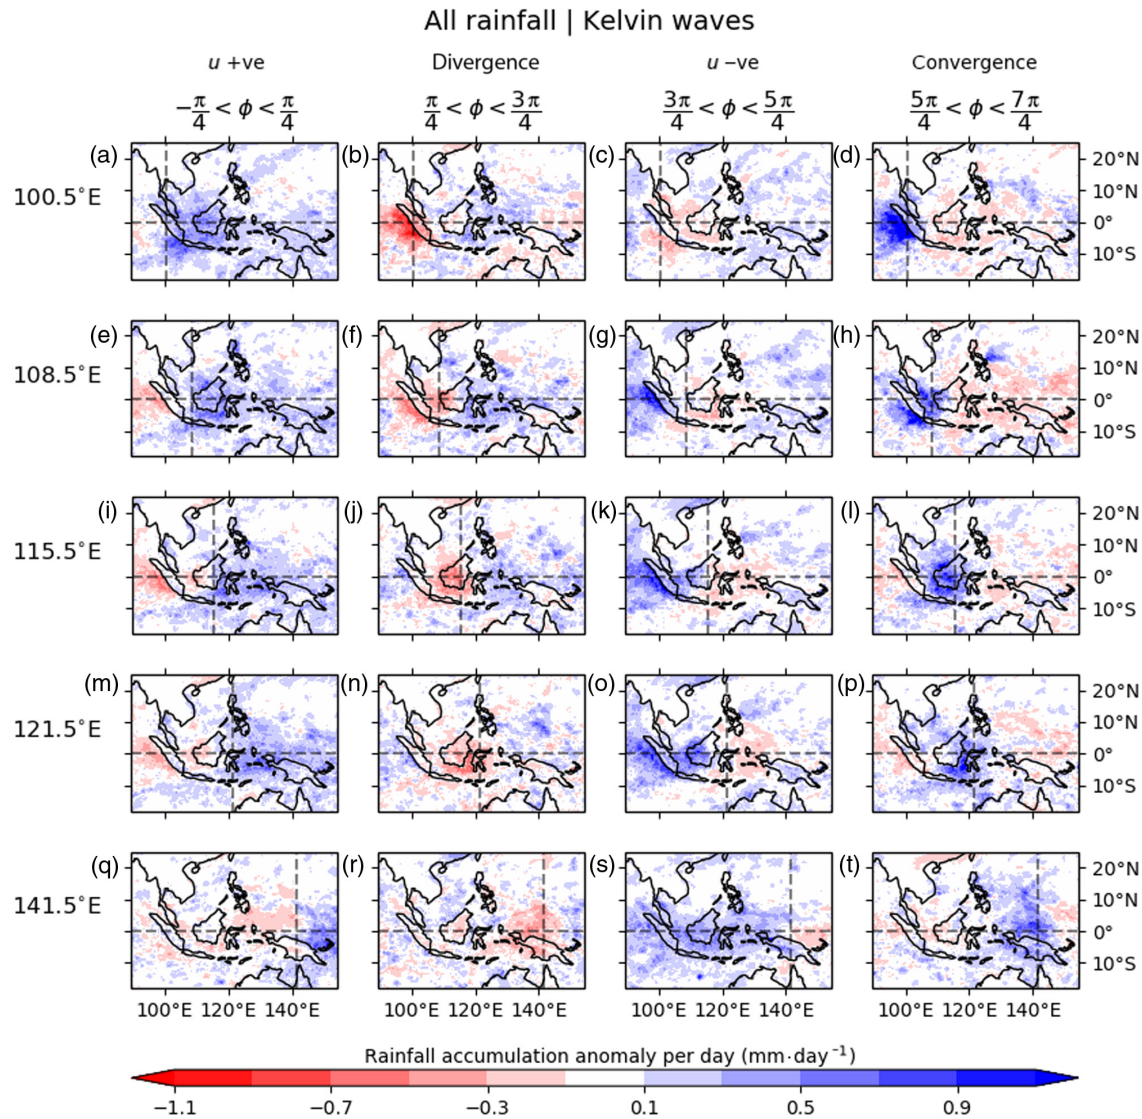 All rainfall | Kelvin waves
u +ve Divergence u −ve Convergence
−π/4 < ϕ < π/4 π/4 < ϕ < 3π/4 3π/4 < ϕ < 5π/4 5π/4 < ϕ < 7π/4
(a) (b) (c) (d)
20°N
100.5°E
10°N
0°
10°S
(e) (f) (g) (h)
20°N
108.5°E
10°N
0°
10°S
(i) (j) (k) (l)
20°N
115.5°E
10°N
0°
10°S
(m) (n) (o) (p)
20°N
121.5°E
10°N
0°
10°S
(q) (r) (s) (t)
20°N
141.5°E
10°N
0°
10°S
100°E 120°E 140°E 100°E 120°E 140°E 100°E 120°E 140°E 100°E 120°E 140°E
Rainfall accumulation anomaly per day (mm·day⁻¹)
−1.1 −0.7 −0.3 0.1 0.5 0.9